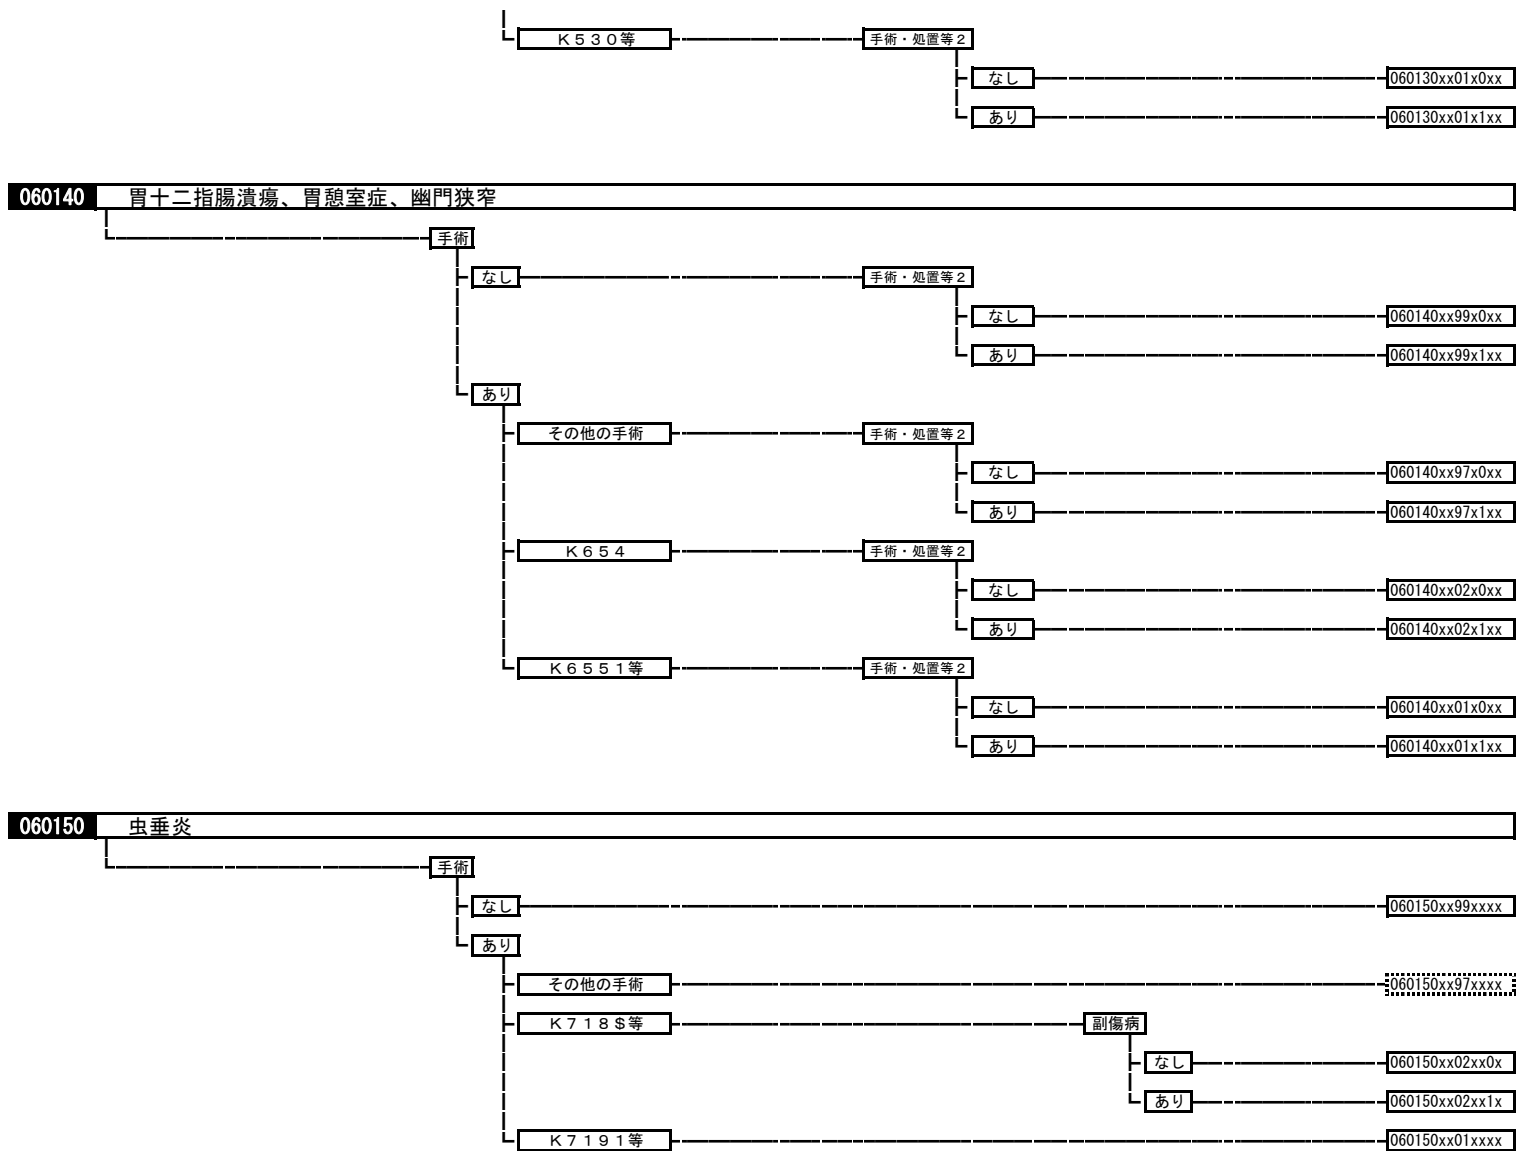 Ｋ５３０等 手術・処置等２
なし 060130xx01x0xx
あり 060130xx01x1xx
060140 胃十二指腸潰瘍、胃憩室症、幽門狭窄
手術
なし 手術・処置等２
なし 060140xx99x0xx
あり 060140xx99x1xx
あり
その他の手術 手術・処置等２
なし 060140xx97x0xx
あり 060140xx97x1xx
Ｋ６５４ 手術・処置等２
なし 060140xx02x0xx
あり 060140xx02x1xx
Ｋ６５５１等 手術・処置等２
なし 060140xx01x0xx
あり 060140xx01x1xx
060150 虫垂炎
手術
なし 060150xx99xxxx
あり
その他の手術 060150xx97xxxx
Ｋ７１８＄等 副傷病
なし 060150xx02xx0x
あり 060150xx02xx1x
Ｋ７１９１等 060150xx01xxxx